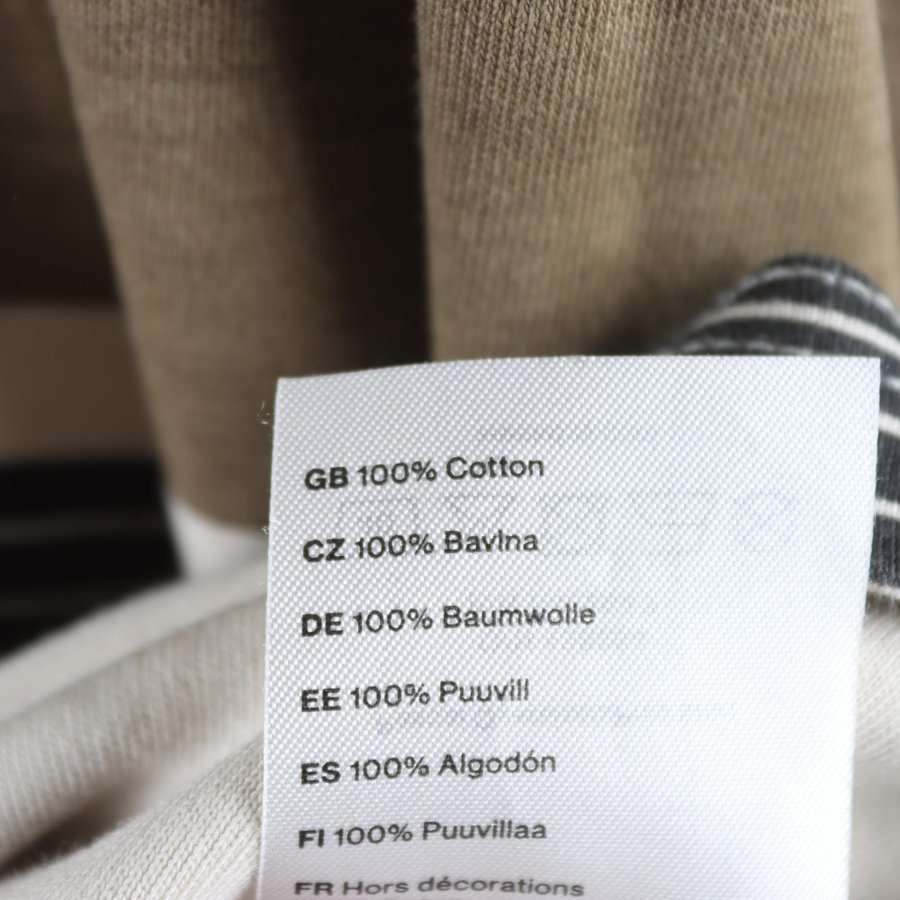 GB 100% Cotton
CZ 100% Bavlna
DE 100% Baumwolle
EE 100% Puuvill
ES 100% Algodón
FI 100% Puuvillaa
FR Hors décorations